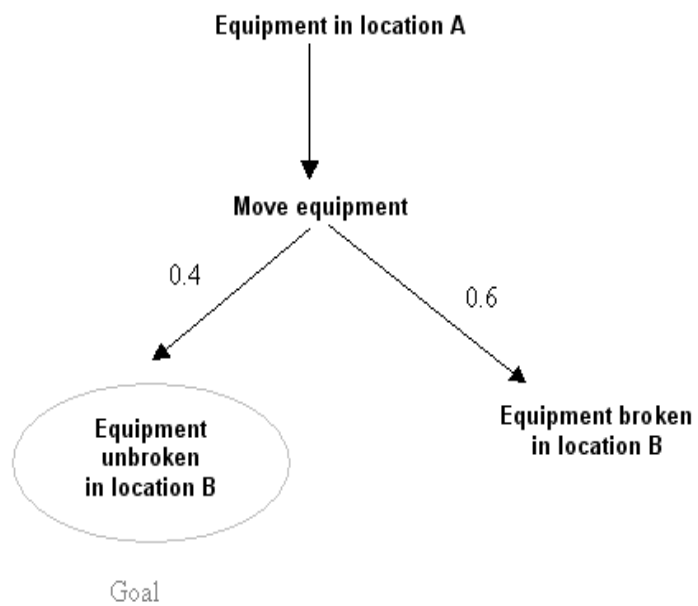 Equipment in location A
Move equipment
0.4
0.6
Equipment
unbroken
in location B
Equipment broken
in location B
Goal